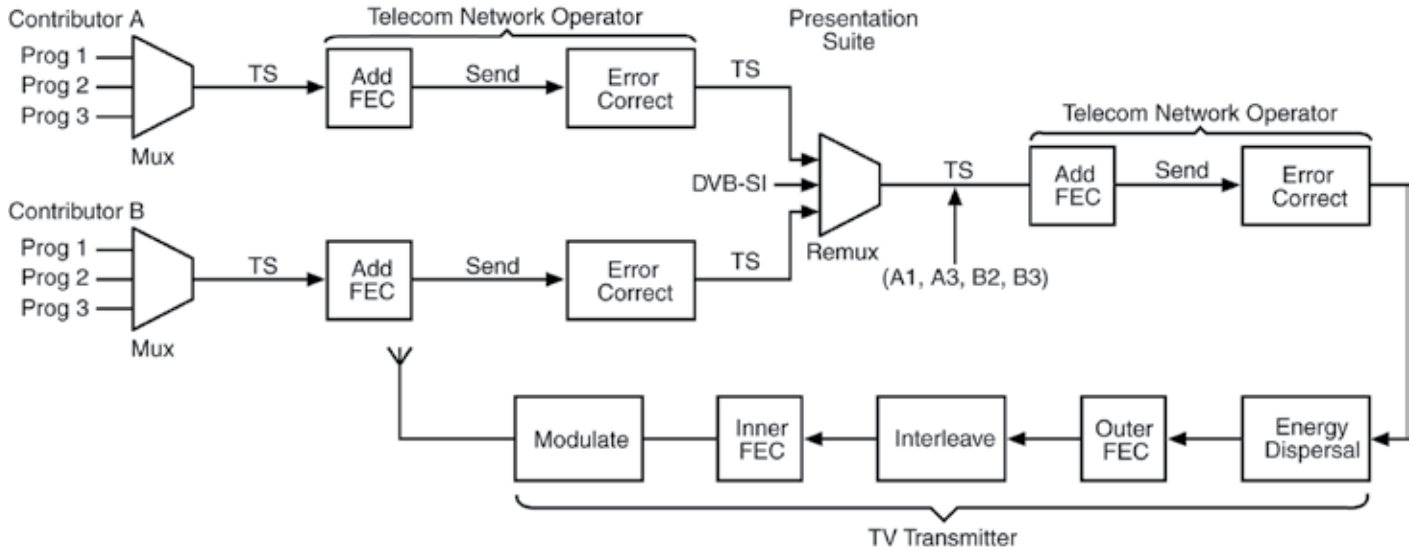 Contributor A
Prog 1
Prog 2
Prog 3
Mux
TS
Telecom Network Operator
Add
FEC
Send
Error
Correct
TS
Presentation
Suite
DVB-SI
Remux
TS
(A1, A3, B2, B3)
Telecom Network Operator
Add
FEC
Send
Error
Correct
Contributor B
Prog 1
Prog 2
Prog 3
Mux
TS
Add
FEC
Send
Error
Correct
TS
Modulate
Inner
FEC
Interleave
Outer
FEC
Energy
Dispersal
TV Transmitter